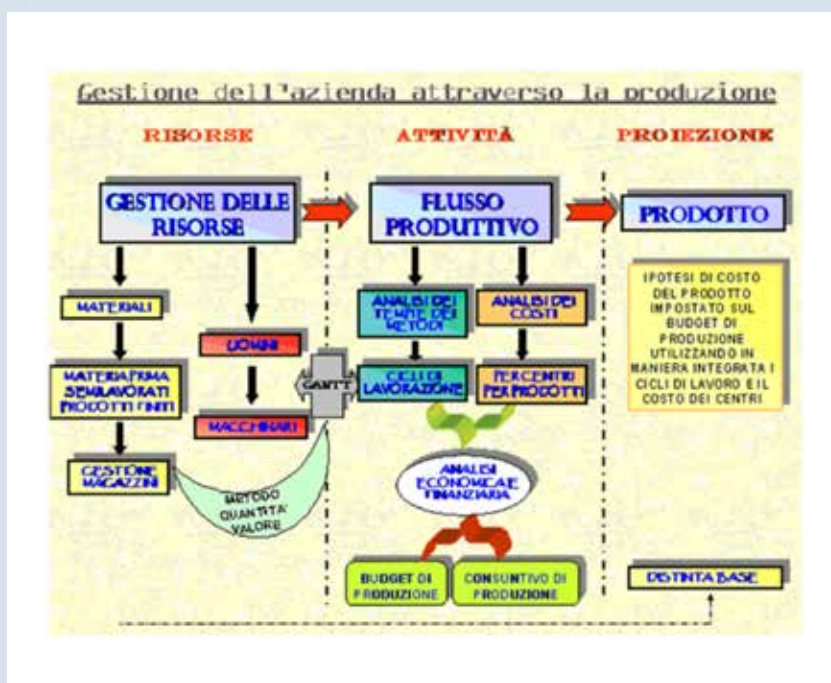 Gestione dell'azienda attraverso la produzione
RISORSE
ATTIVITÀ
PROIEZIONE
GESTIONE DELLE
RISORSE
FLUSSO
PRODUTTIVO
PRODOTTO
MATERIALI
MATERIA PRIMA
SEMILAVORATI
PRODOTTI FINITI
GESTIONE
MAGAZZINI
UOMINI
MACCHINARI
METODO
QUANTITA'
VALORE
GANTT
ANALISI DEI
TEMPI E DEI
METODI
CICLI DI
LAVORAZIONE
ANALISI DEI
COSTI
PER CENTRI
PER PRODOTTI
ANALISI
ECONOMICA E
FINANZIARIA
BUDGET DI
PRODUZIONE
CONSUNTIVO DI
PRODUZIONE
IPOTESI DI COSTO
DEL PRODOTTO
IMPOSTATO SUL
BUDGET DI
PRODUZIONE
UTILIZZANDO IN
MANIERA INTEGRATA I
CICLI DI LAVORO E IL
COSTO DEI CENTRI
DISTINTA BASE